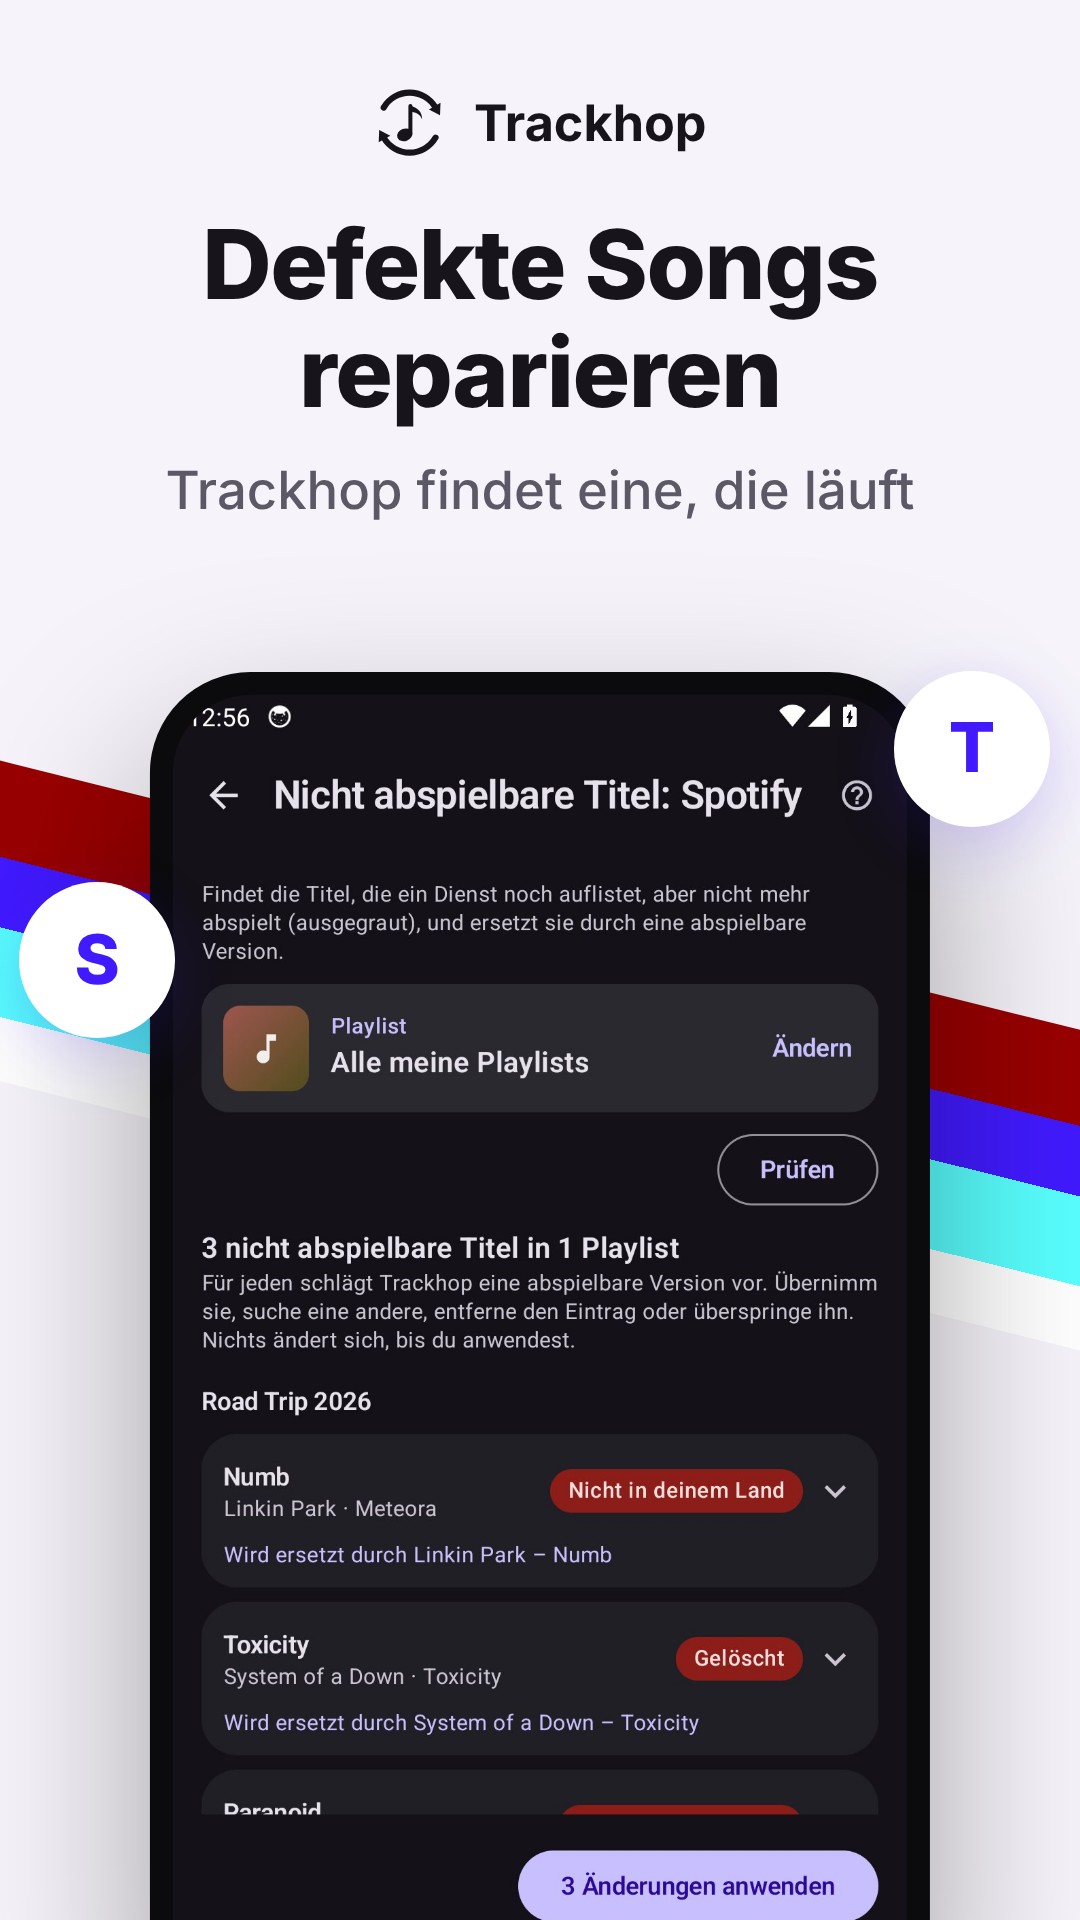 Trackhop
Defekte Songs
reparieren
Trackhop findet eine, die läuft
12:56
T
Nicht abspielbare Titel: Spotify
S
Findet die Titel, die ein Dienst noch auflistet, aber nicht mehr
abspielt (ausgegraut), und ersetzt sie durch eine abspielbare
Version.
Playlist
Alle meine Playlists
Ändern
Prüfen
3 nicht abspielbare Titel in 1 Playlist
Für jeden schlägt Trackhop eine abspielbare Version vor. Übernimm
sie, suche eine andere, entferne den Eintrag oder überspringe ihn.
Nichts ändert sich, bis du anwendest.
Road Trip 2026
Numb
Linkin Park · Meteora
Nicht in deinem Land
Wird ersetzt durch Linkin Park – Numb
Toxicity
System of a Down · Toxicity
Gelöscht
Wird ersetzt durch System of a Down – Toxicity
Paranoid
3 Änderungen anwenden